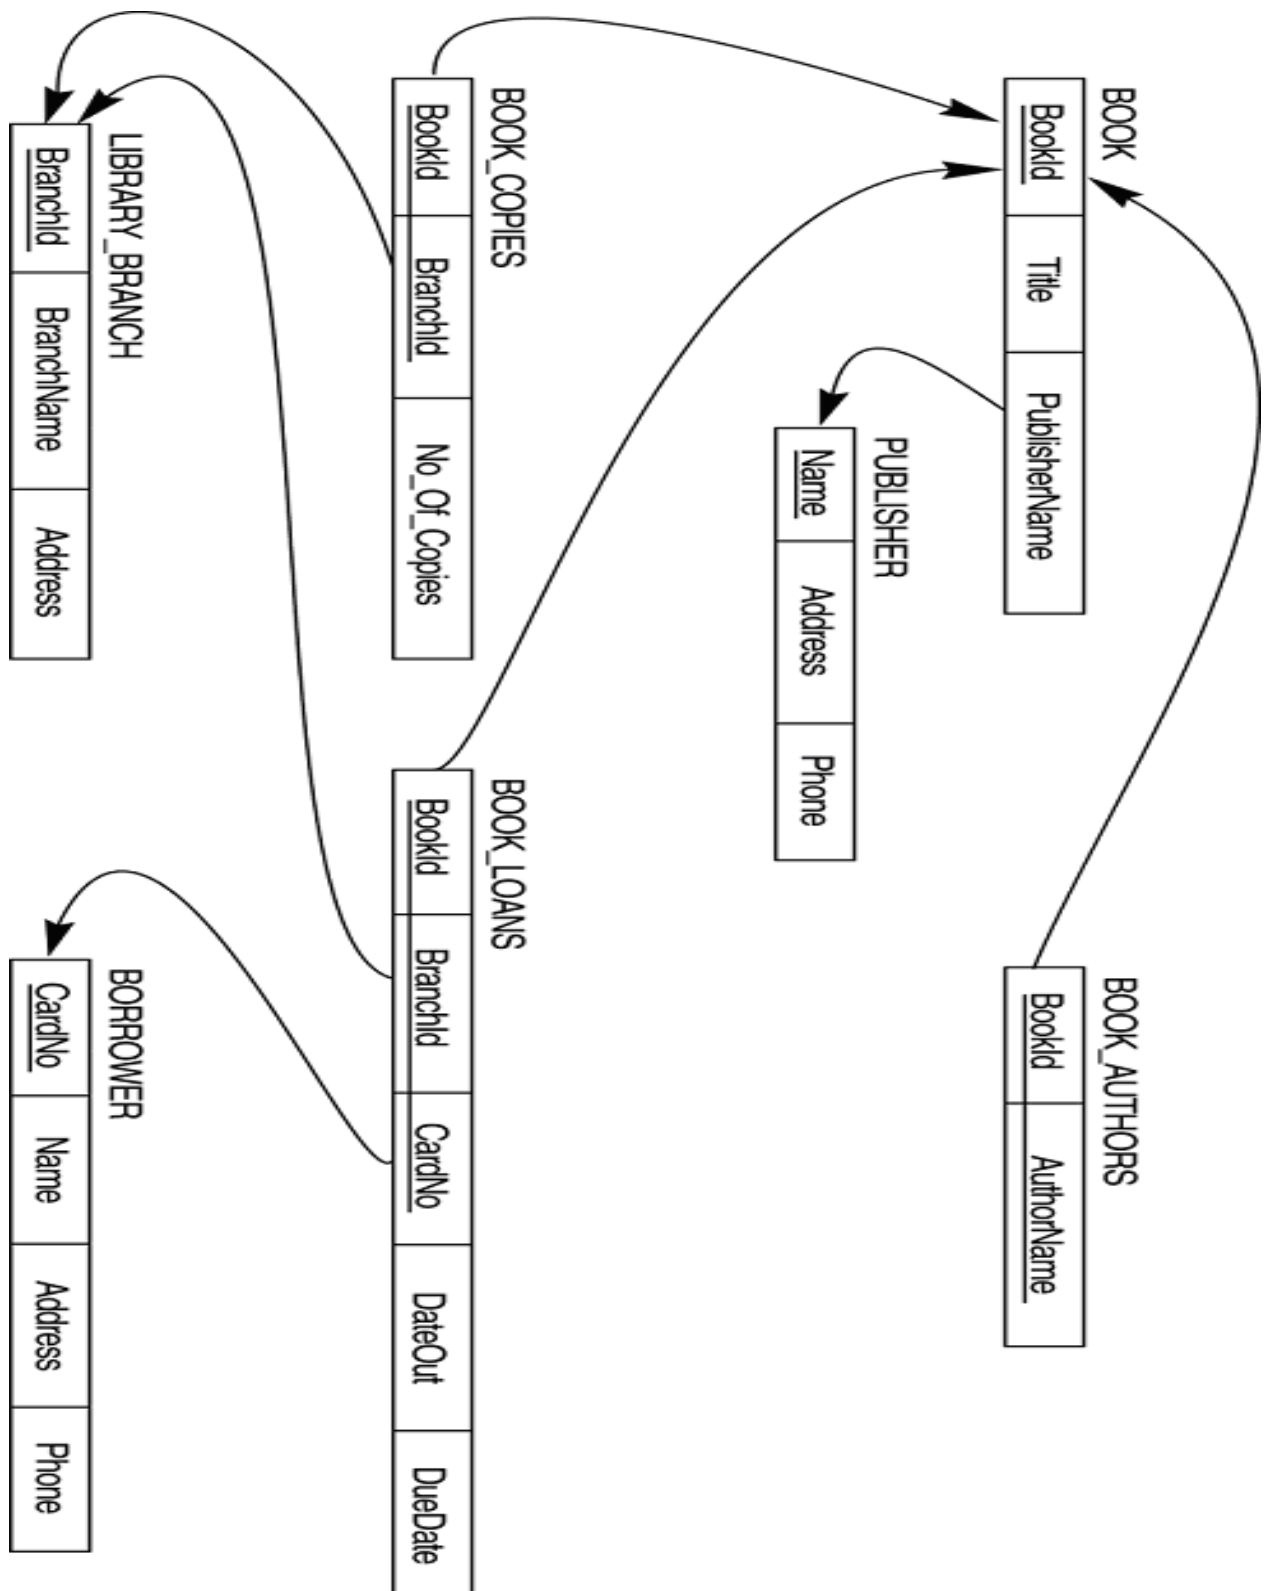 BOOK
BookId Title PublisherName
BOOK_AUTHORS
BookId AuthorName
PUBLISHER
Name Address Phone
BOOK_COPIES
BookId BranchId No_Of_Copies
BOOK_LOANS
BookId BranchId CardNo DateOut DueDate
LIBRARY_BRANCH
BranchId BranchName Address
BORROWER
CardNo Name Address Phone